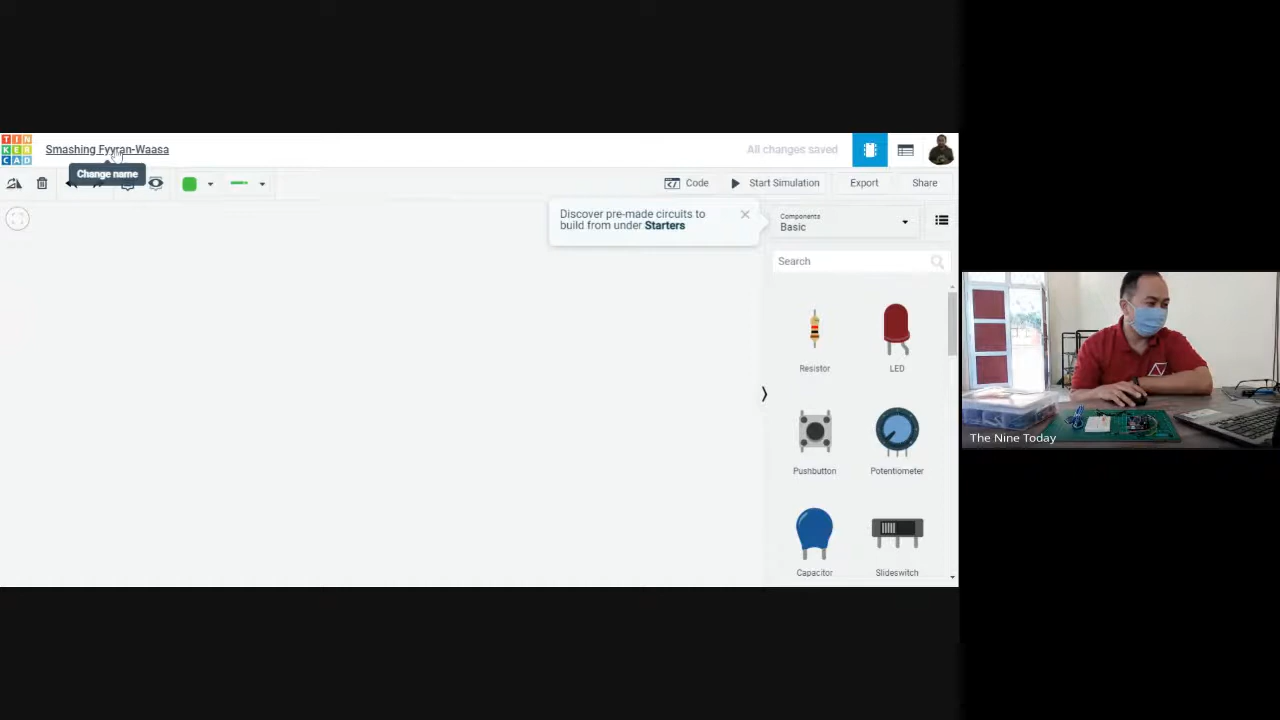 TIN
KER
CAD
Smashing Fyyran-Waasa
All changes saved
Change name
Code
Start Simulation
Export
Share
Discover pre-made circuits to
build from under Starters
Components
Basic
Search
Resistor
LED
Pushbutton
Potentiometer
Capacitor
Slideswitch
The Nine Today